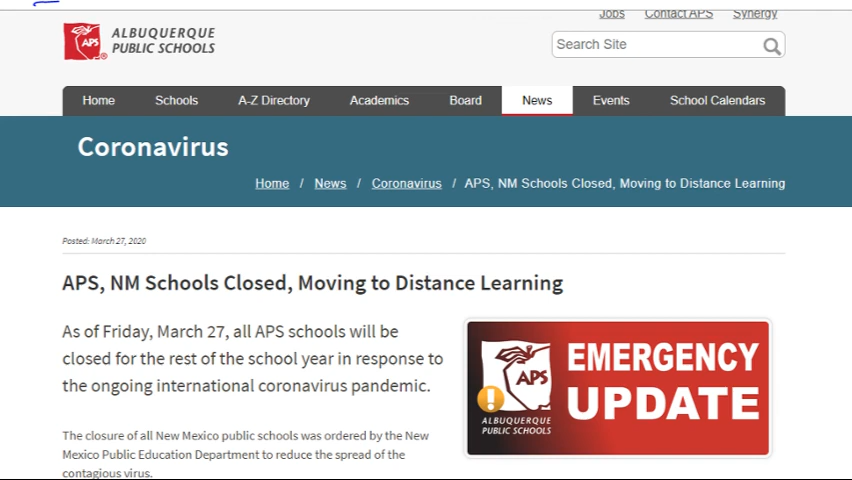 Jobs Contact APS Synergy
ALBUQUERQUE
PUBLIC SCHOOLS
APS
Search Site
Home Schools A-Z Directory Academics Board News Events School Calendars
Coronavirus
Home / News / Coronavirus / APS, NM Schools Closed, Moving to Distance Learning
Posted: March 27, 2020
APS, NM Schools Closed, Moving to Distance Learning
As of Friday, March 27, all APS schools will be
closed for the rest of the school year in response to
the ongoing international coronavirus pandemic.
EMERGENCY
UPDATE
APS
!
ALBUQUERQUE
PUBLIC SCHOOLS
The closure of all New Mexico public schools was ordered by the New
Mexico Public Education Department to reduce the spread of the
contagious virus.